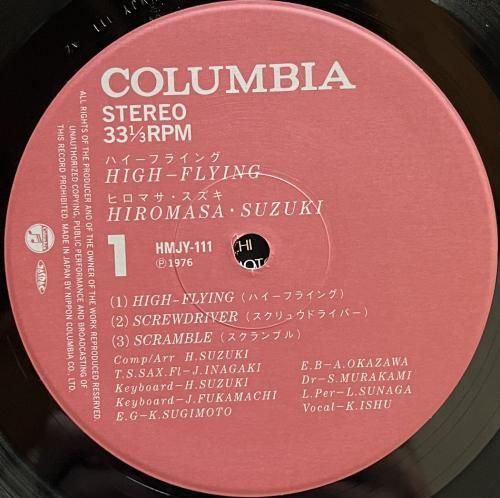 COLUMBIA
STEREO
33⅓RPM
ハイーフライング
HIGH-FLYING
ヒロマサ・スズキ
HIROMASA・SUZUKI
1
HMJY-111
Ⓟ1976
CHI
MOTO
(1) HIGH-FLYING (ハイーフライング)
(2) SCREWDRIVER (スクリュウドライバー)
(3) SCRAMBLE (スクランブル)
Comp/Arr H.SUZUKI
T.S.SAX.Fl-J.INAGAKI
Keyboard-H.SUZUKI
Keyboard-J.FUKAMACHI
E.G-K.SUGIMOTO
E.B-A.OKAZAWA
Dr-S.MURAKAMI
L.Per-L.SUNAGA
Vocal-K.ISHU
ALL RIGHTS OF THE PRODUCER AND OF THE OWNER OF THE WORK REPRODUCED RESERVED.
UNAUTHORIZED COPYING, PUBLIC PERFORMANCE AND BROADCASTING OF
THIS RECORD PROHIBITED. MADE IN JAPAN BY NIPPON COLUMBIA CO., LTD.